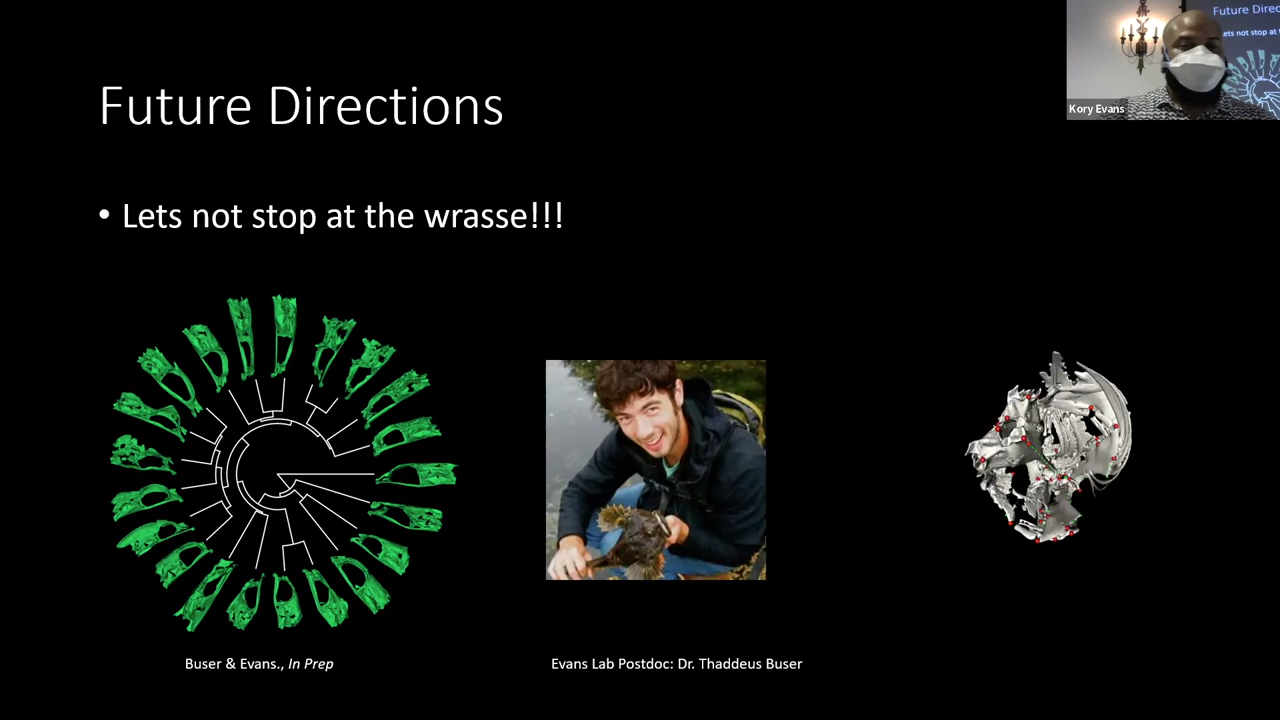 Future Directions
• Lets not stop at the wrasse!!!
Buser & Evans., In Prep
Evans Lab Postdoc: Dr. Thaddeus Buser
Kory Evans
Future Direc
Lets not stop at